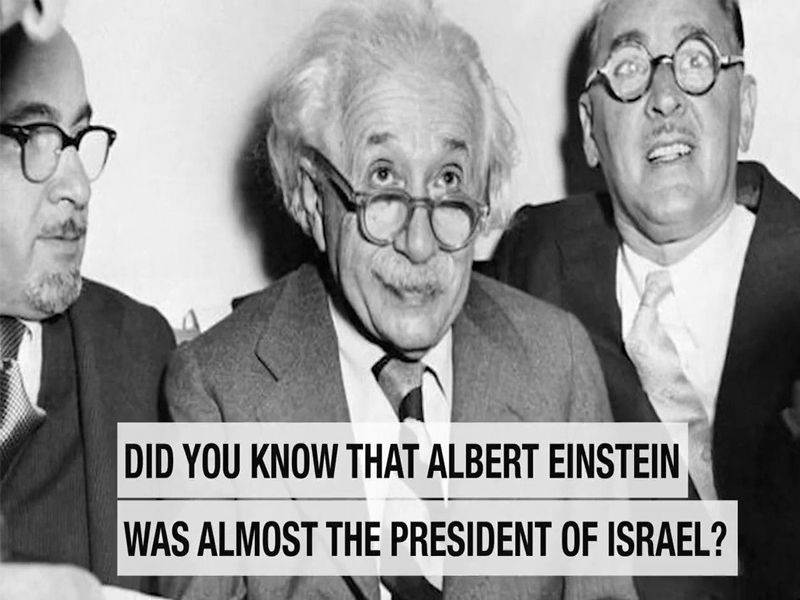 DID YOU KNOW THAT ALBERT EINSTEIN
WAS ALMOST THE PRESIDENT OF ISRAEL?